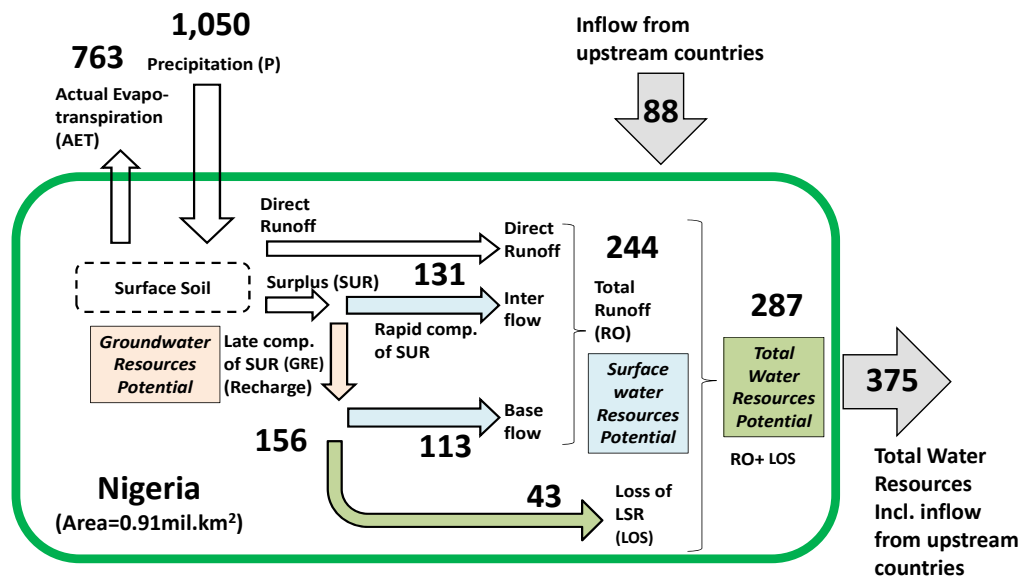 1,050
Precipitation (P)
763
Actual Evapo-
transpiration
(AET)
Inflow from
upstream countries
88
Direct
Runoff
Direct
Runoff
131
Surplus (SUR)
Surface Soil
Inter
flow
Rapid comp.
of SUR
Groundwater
Resources
Potential
Late comp.
of SUR (GRE)
(Recharge)
156
113
Base
flow
43
Loss of
LSR
(LOS)
244
Total
Runoff
(RO)
Surface
water
Resources
Potential
287
Total
Water
Resources
Potential
RO+ LOS
375
Total Water
Resources
Incl. inflow
from upstream
countries
Nigeria
(Area=0.91mil.km²)